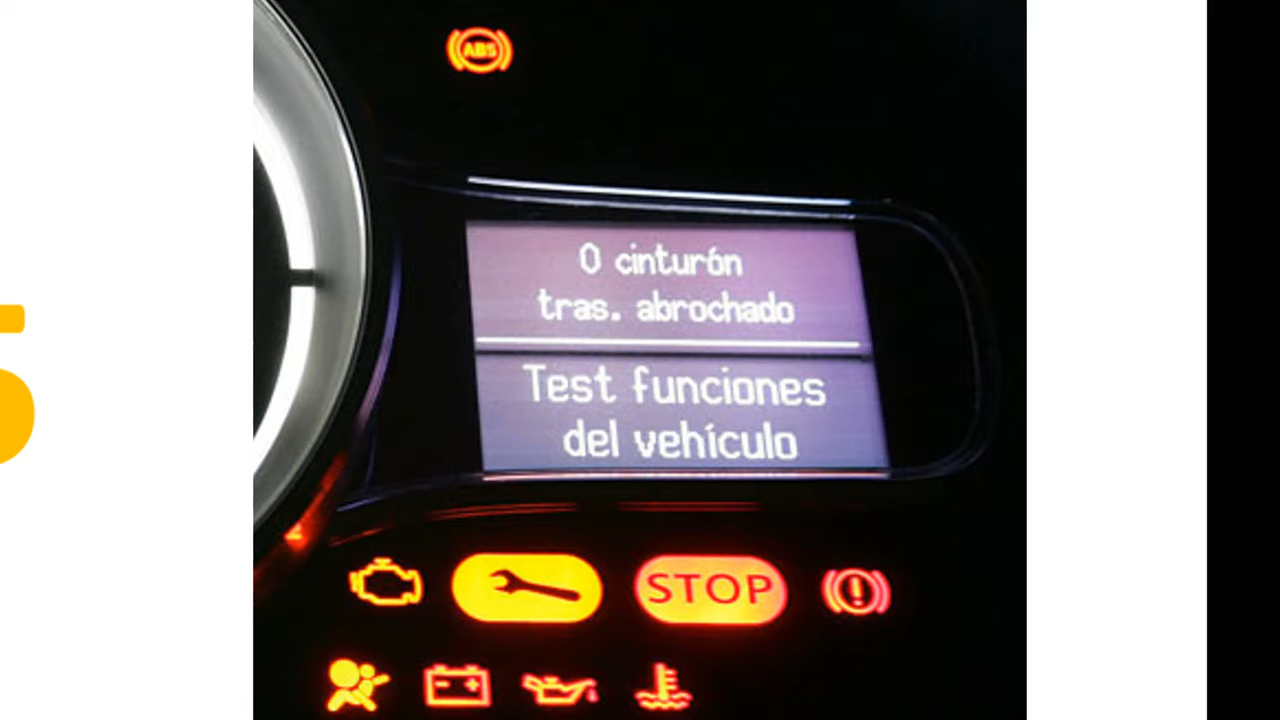 ABS
0 cinturón
tras. abrochado
Test funciones
del vehículo
STOP